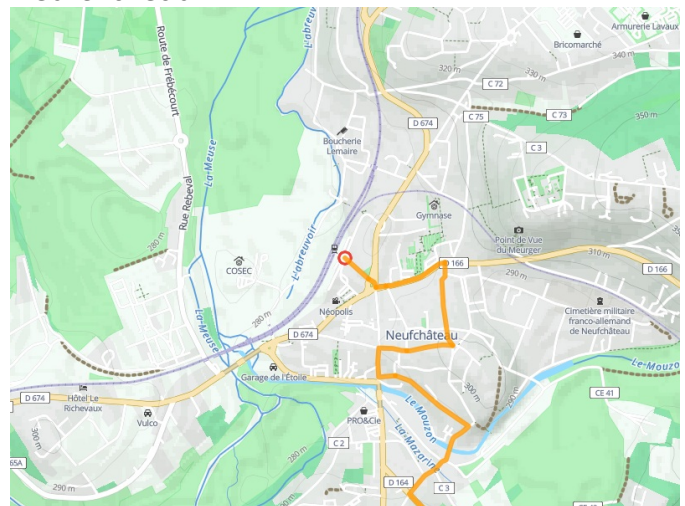 Armurerie Lavaux
Bricomarché
340 m
320 m
330 m
C 72
350 m
C 75
C 73
D 674
C 3
Route de Frébécourt
L'abreuvoir
La-Meuse
Boucherie
Lemaire
Rue Rebeval
280 m
Gymnase
Point de Vue
du Meurger
310 m
D 166
D 166
290 m
COSEC
L'abreuvoir
Néopolis
Cimetière militaire
franco-allemand
de Neufchâteau
280 m
D 674
Neufchâteau
La-Meuse
Le-Mouzon
Garage de l'Étoile
300 m
CE 41
D 674
Hôtel Le
Richevaux
Vulco
PRO&Cie
Le-Mouzon
La-Mazarine
C 2
300 m
280 m
65A
290 m
D 164
C 3